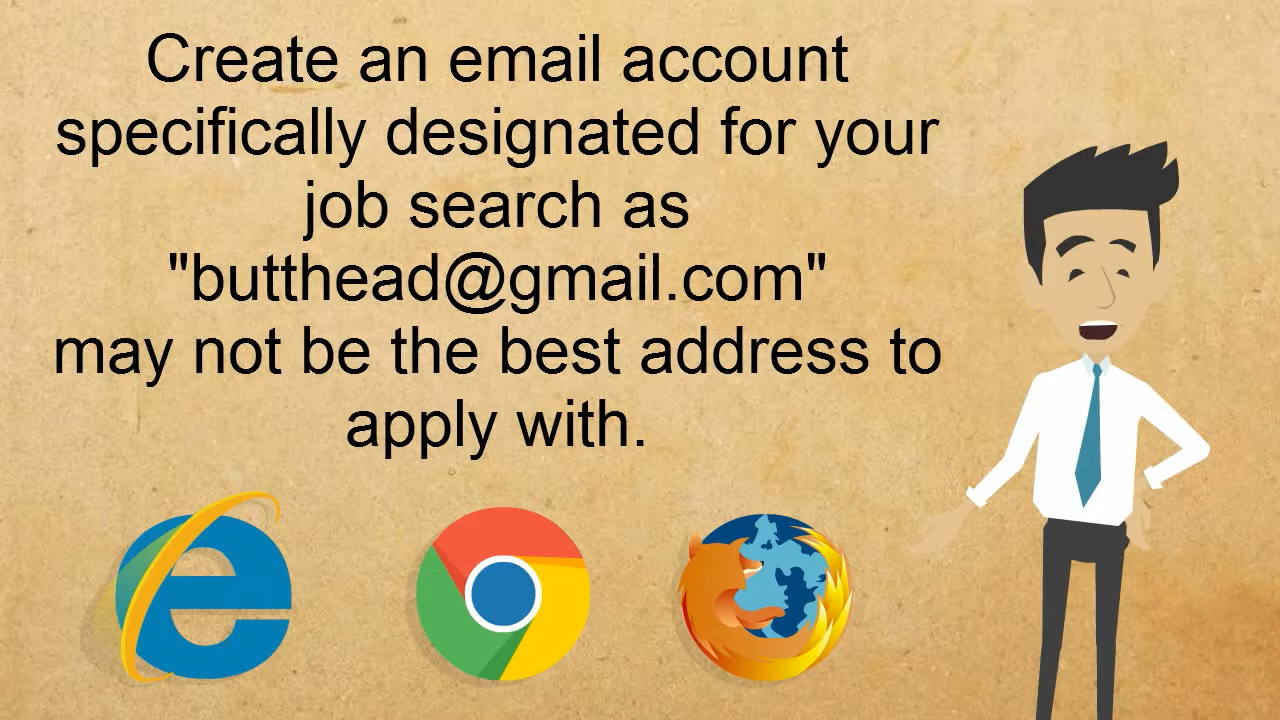 Create an email account
specifically designated for your
job search as
"butthead@gmail.com"
may not be the best address to
apply with.